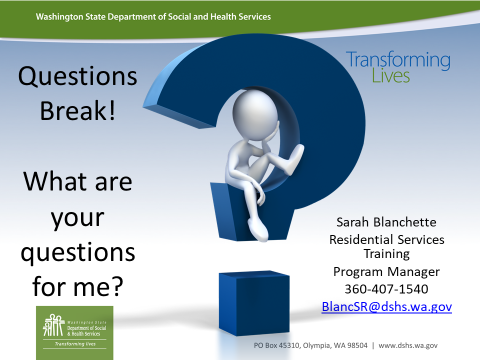 Washington State Department of Social and Health Services
Transforming
Lives
Questions
Break!
What are
your
questions
for me?
Sarah Blanchette
Residential Services
Training
Program Manager
360-407-1540
BlancSR@dshs.wa.gov
Washington State
Department of Social
& Health Services
Transforming lives
PO Box 45310, Olympia, WA 98504 | www.dshs.wa.gov